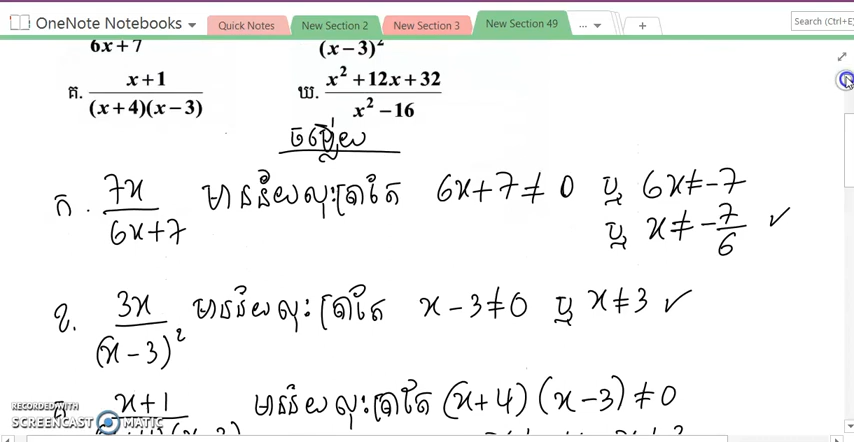 OneNote Notebooks Quick Notes New Section 2 New Section 3 New Section 49 ... + Search (Ctrl+E)
6x+7 (x−3)²
គ. x+1 / (x+4)(x−3) ឃ. x²+12x+32 / x²−16
ចម្លើយ
ក. 7x / 6x+7 មានន័យលុះត្រាតែ 6x+7≠0 ឬ 6x≠−7
ឬ x≠−7/6 ✓
ខ. 3x / (x−3)² មានន័យលុះត្រាតែ x−3≠0 ឬ x≠3 ✓
គ x+1 មានន័យលុះត្រាតែ (x+4)(x−3)≠0
RECORDED WITH
SCREENCAST MATIC